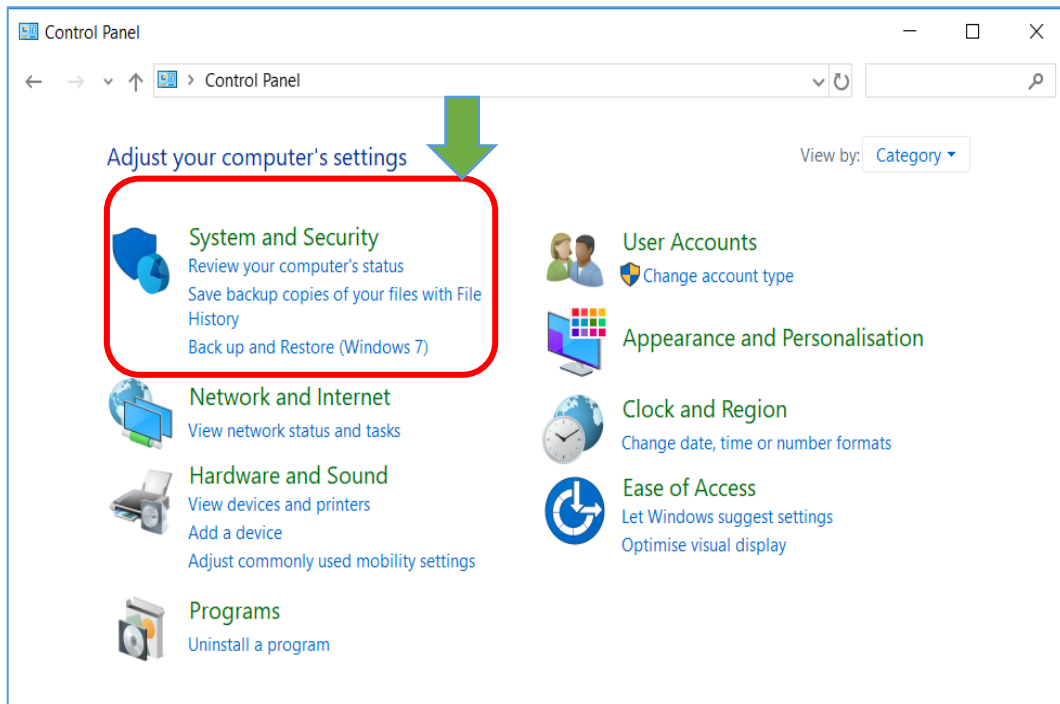 Control Panel
Control Panel
Adjust your computer's settings
View by: Category
System and Security
Review your computer's status
Save backup copies of your files with File
History
Back up and Restore (Windows 7)
Network and Internet
View network status and tasks
Hardware and Sound
View devices and printers
Add a device
Adjust commonly used mobility settings
Programs
Uninstall a program
User Accounts
Change account type
Appearance and Personalisation
Clock and Region
Change date, time or number formats
Ease of Access
Let Windows suggest settings
Optimise visual display